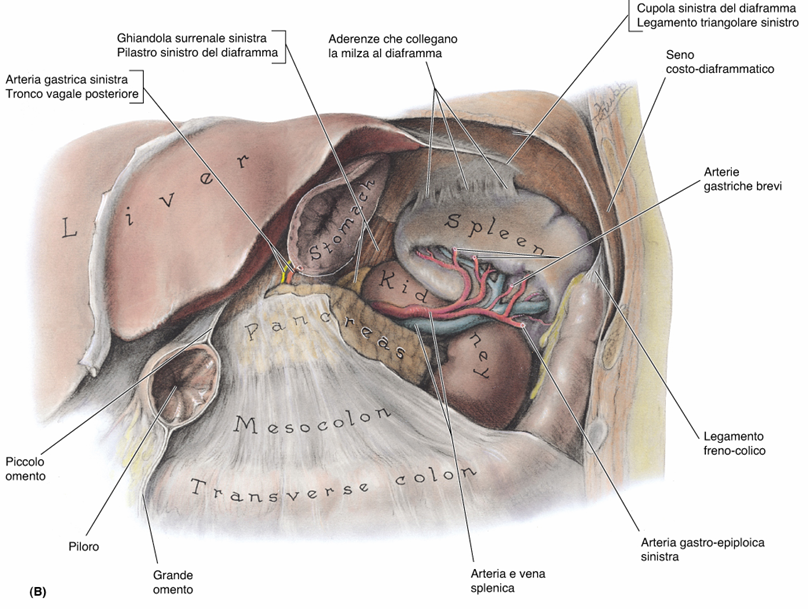 Cupola sinistra del diaframma
Legamento triangolare sinistro
Ghiandola surrenale sinistra
Pilastro sinistro del diaframma
Aderenze che collegano
la milza al diaframma
Seno
costo-diaframmatico
Arteria gastrica sinistra
Tronco vagale posteriore
Arterie
gastriche brevi
Liver
Stomach
Spleen
Kidney
Pancreas
Mesocolon
Transverse colon
Legamento
freno-colico
Piccolo
omento
Piloro
Grande
omento
Arteria e vena
splenica
Arteria gastro-epiploica
sinistra
(B)